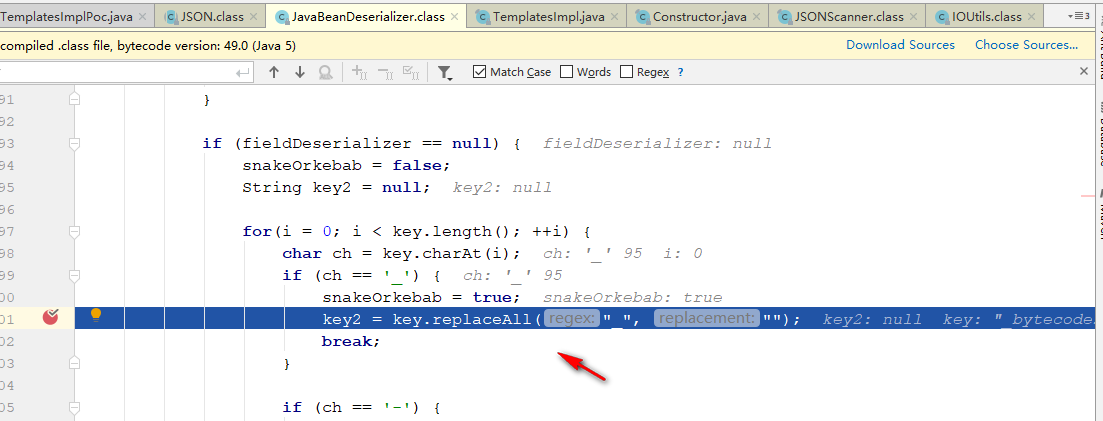 TemplatesImplPoc.java JSON.class JavaBeanDeserializer.class TemplatesImpl.java Constructor.java JSONScanner.class IOUtils.class 3
compiled .class file, bytecode version: 49.0 (Java 5) Download Sources Choose Sources...
Match Case Words Regex ?
91 }
92
93 if (fieldDeserializer == null) { fieldDeserializer: null
94 snakeOrkebab = false;
95 String key2 = null; key2: null
96
97 for(i = 0; i < key.length(); ++i) {
98 char ch = key.charAt(i); ch: '_' 95 i: 0
99 if (ch == '_') { ch: '_' 95
00 snakeOrkebab = true; snakeOrkebab: true
01 key2 = key.replaceAll( regex: "_", replacement: ""); key2: null key: "_bytecode
02 break;
03 }
04
05 if (ch == '-') {